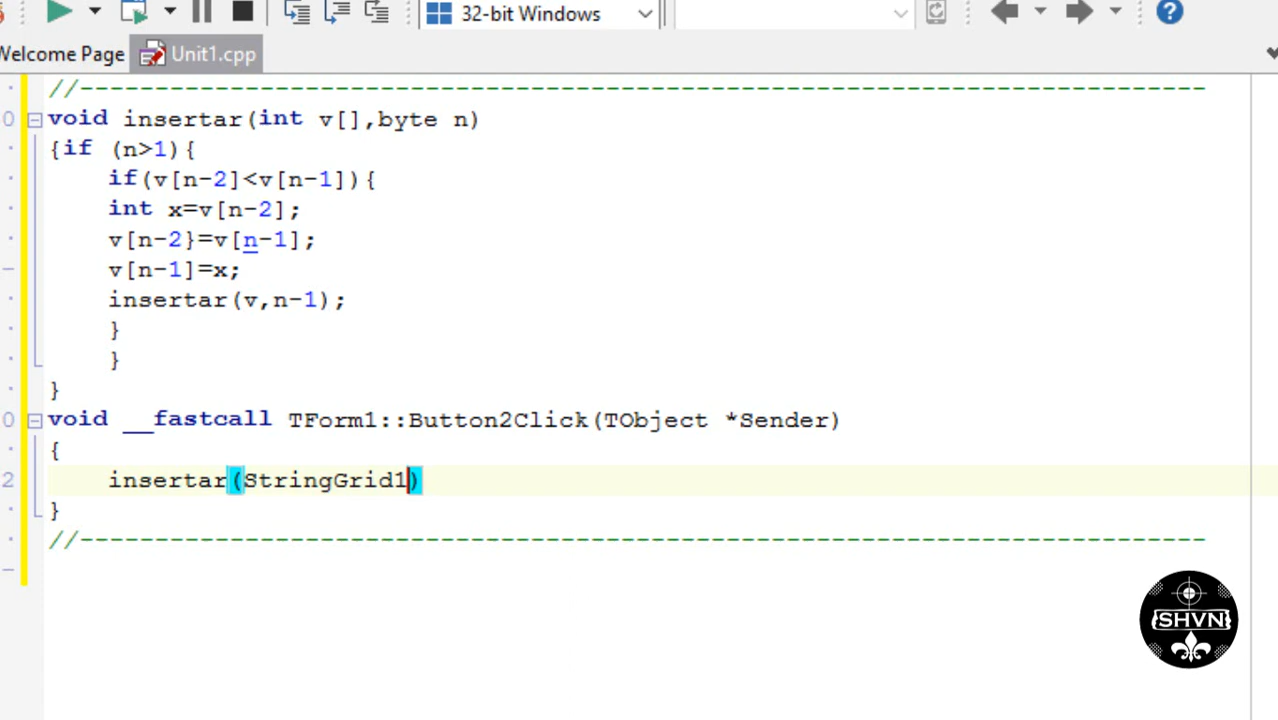 32-bit Windows
Welcome Page
Unit1.cpp
//---------------------------------------------------------------------------
void insertar(int v[],byte n)
{if (n>1){
if(v[n-2]<v[n-1]){
int x=v[n-2];
v[n-2}=v[n-1];
v[n-1]=x;
insertar(v,n-1);
}
}
}
void __fastcall TForm1::Button2Click(TObject *Sender)
{
insertar(StringGrid1)
}
//---------------------------------------------------------------------------
SHVN